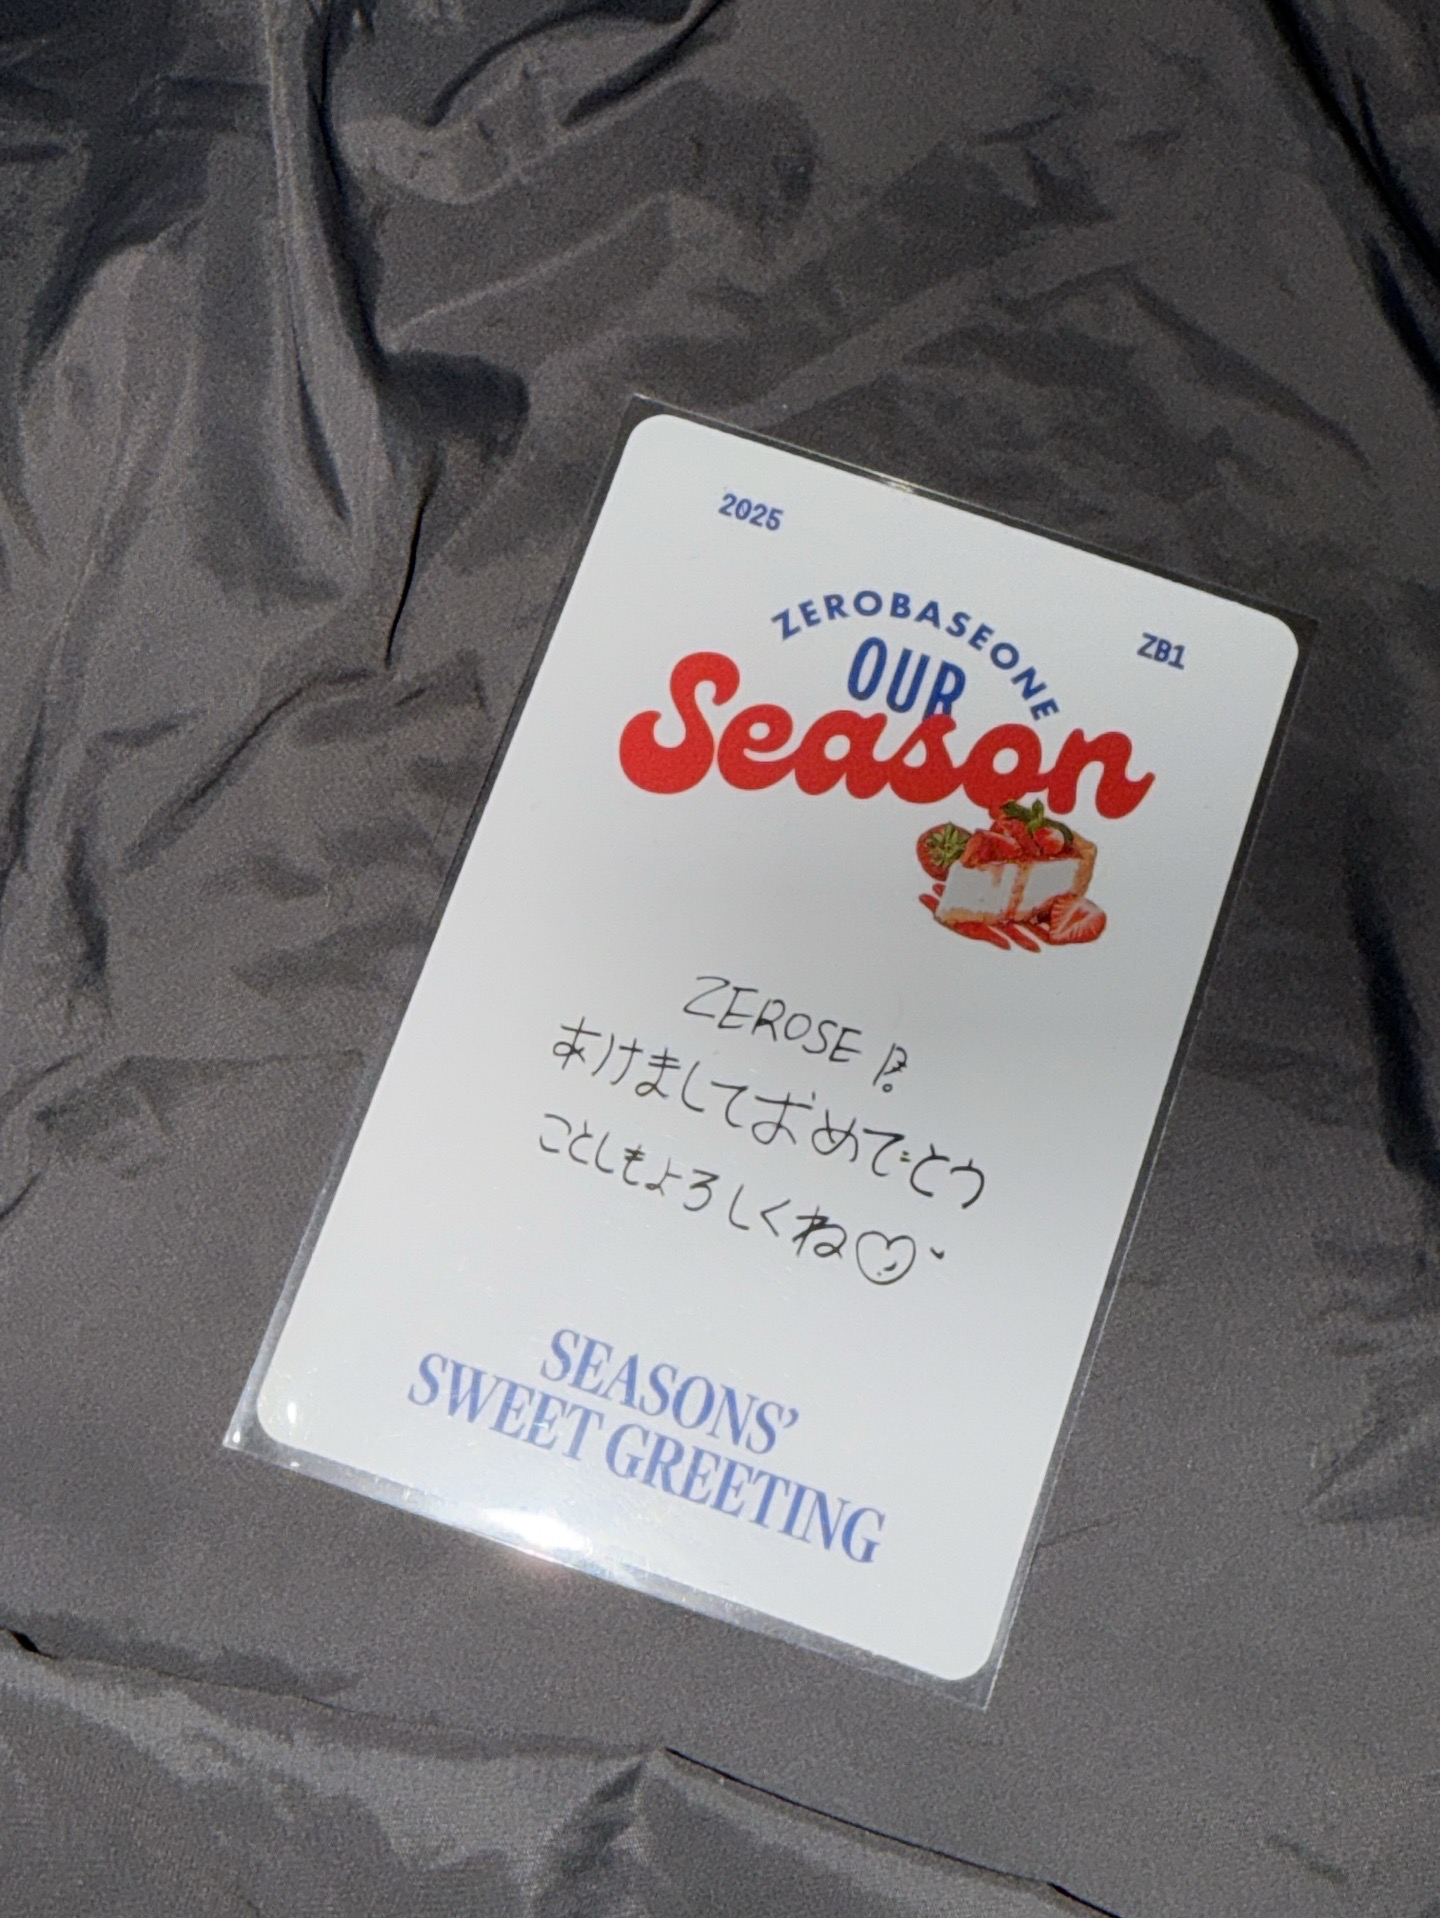 2025
ZB1
ZEROBASEONE
OUR
Season
ZEROSE
あけましておめでとう
ことしもよろしくね♡
SEASONS’
SWEET GREETING